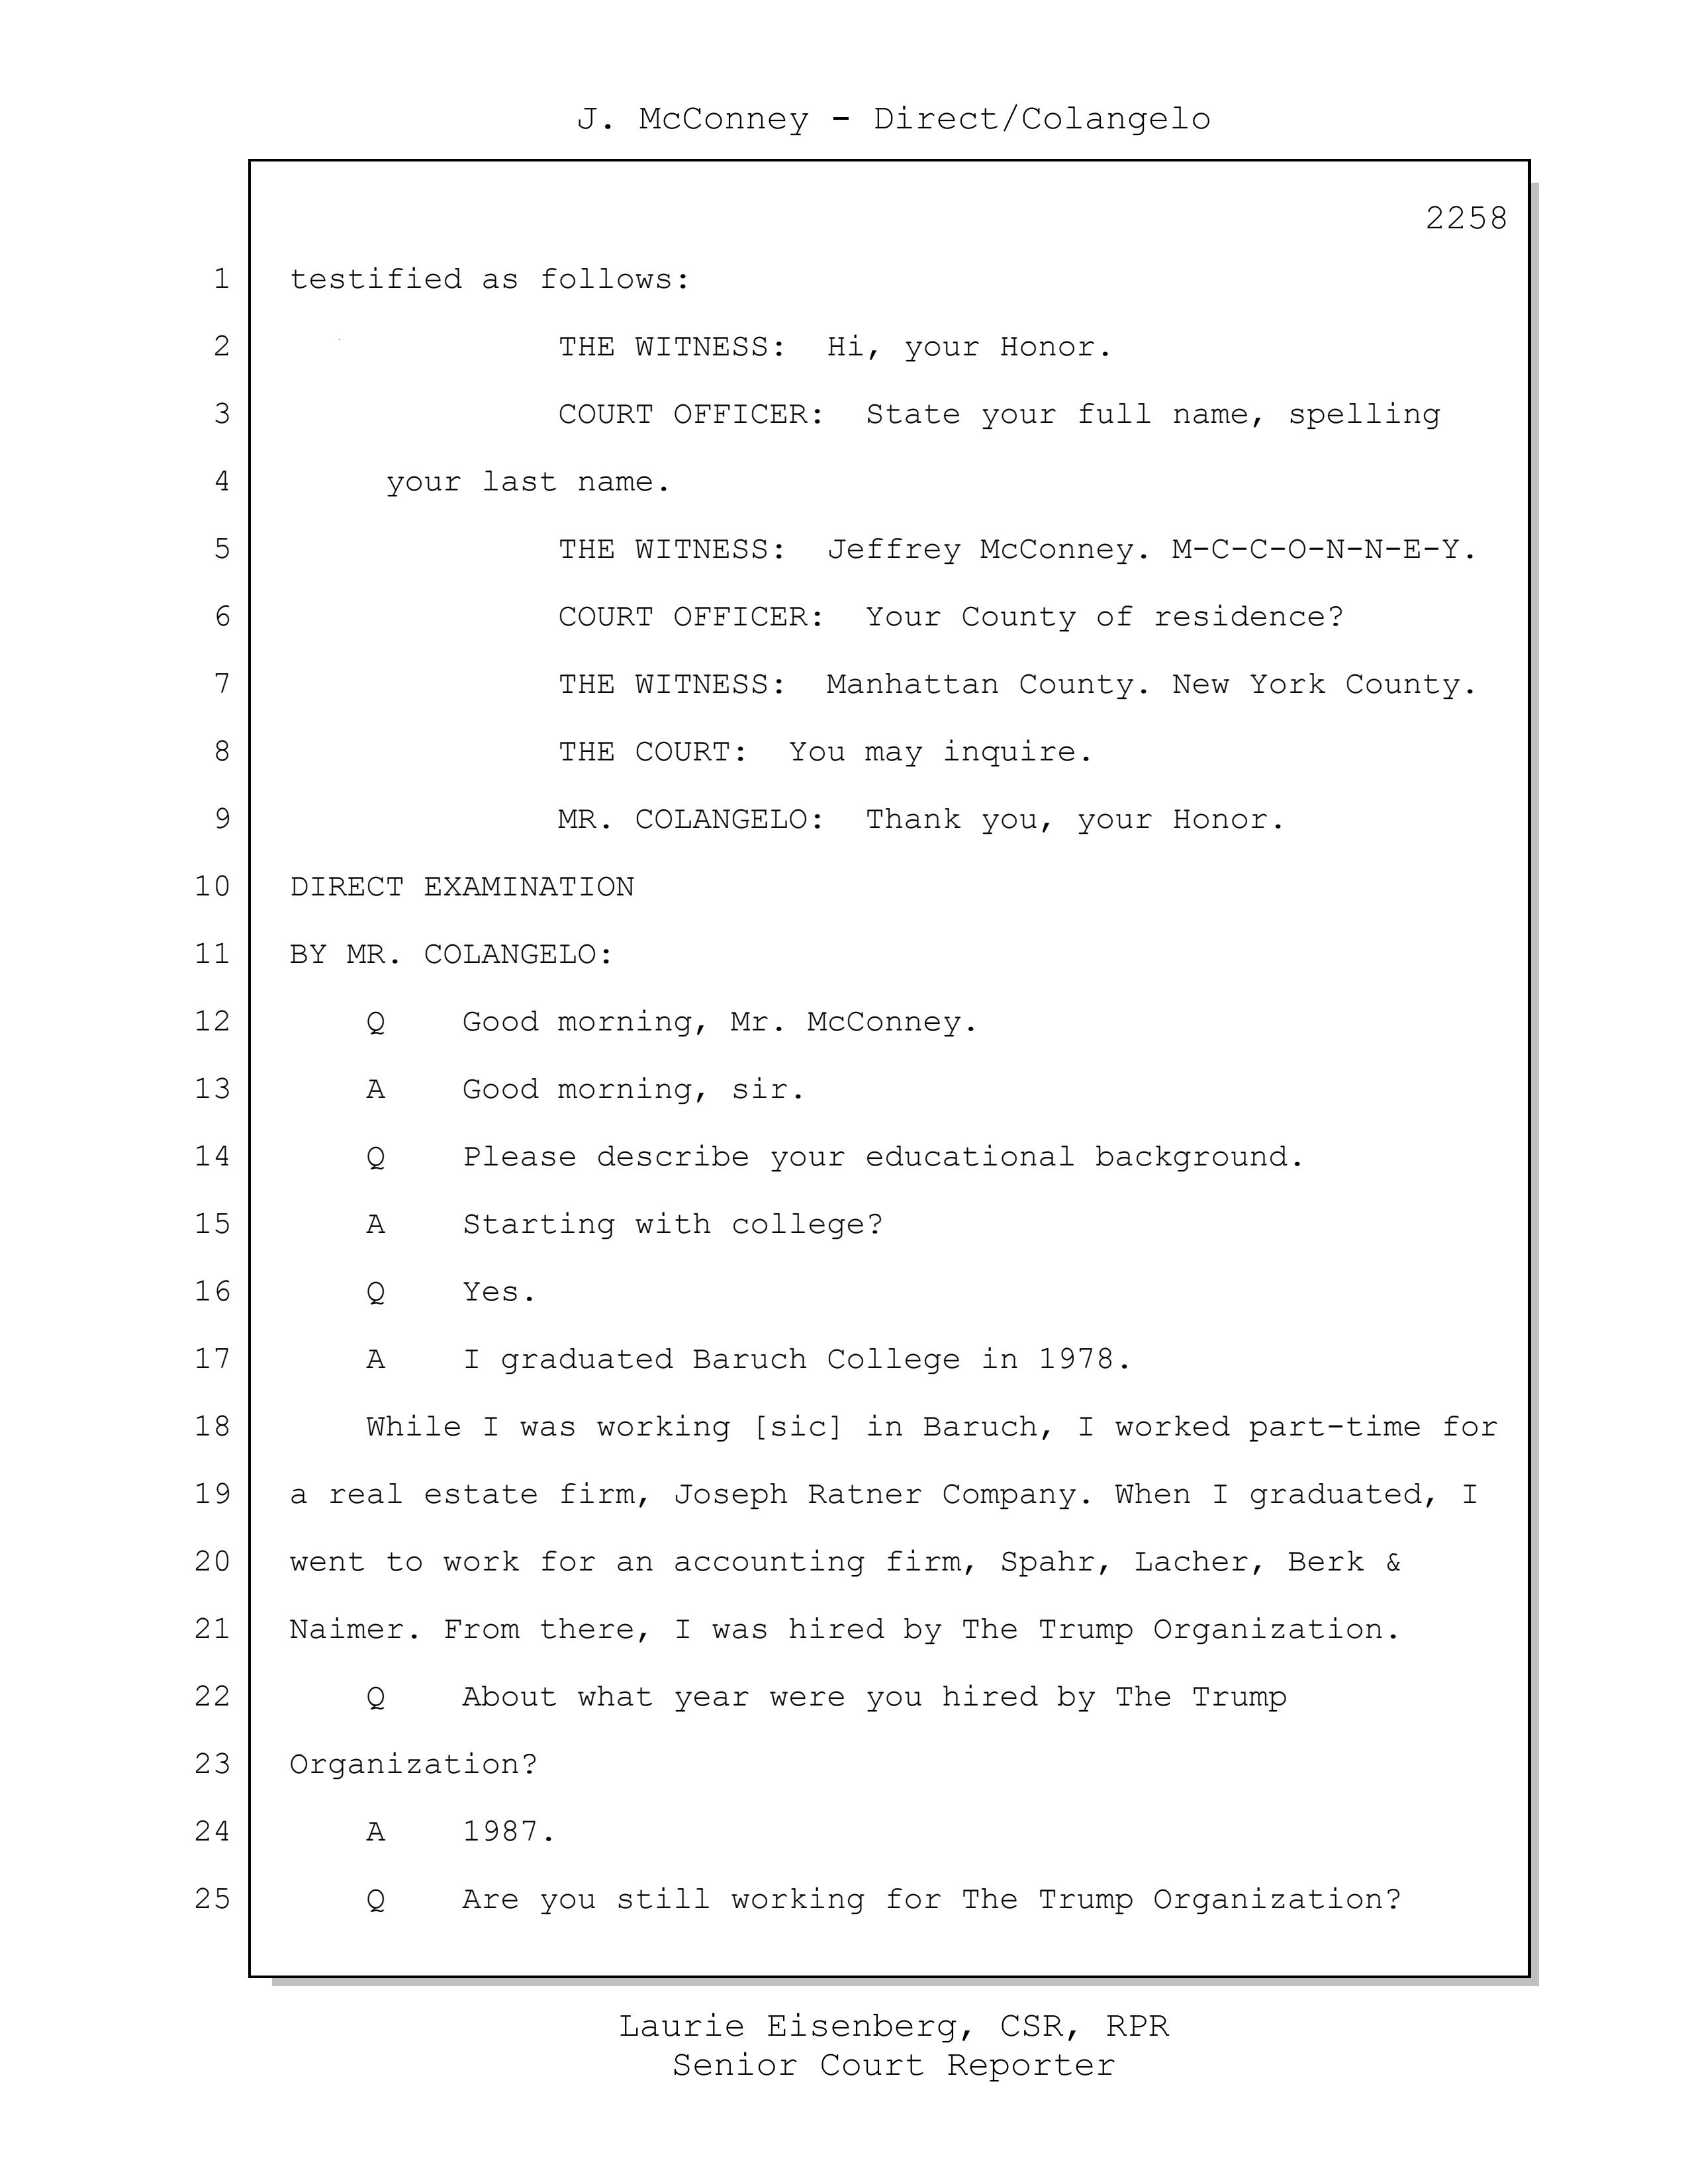 J. McConney - Direct/Colangelo
2258
1 testified as follows:
2 THE WITNESS: Hi, your Honor.
3 COURT OFFICER: State your full name, spelling
4 your last name.
5 THE WITNESS: Jeffrey McConney. M-C-C-O-N-N-E-Y.
6 COURT OFFICER: Your County of residence?
7 THE WITNESS: Manhattan County. New York County.
8 THE COURT: You may inquire.
9 MR. COLANGELO: Thank you, your Honor.
10 DIRECT EXAMINATION
11 BY MR. COLANGELO:
12 Q Good morning, Mr. McConney.
13 A Good morning, sir.
14 Q Please describe your educational background.
15 A Starting with college?
16 Q Yes.
17 A I graduated Baruch College in 1978.
18 While I was working [sic] in Baruch, I worked part-time for
19 a real estate firm, Joseph Ratner Company. When I graduated, I
20 went to work for an accounting firm, Spahr, Lacher, Berk &
21 Naimer. From there, I was hired by The Trump Organization.
22 Q About what year were you hired by The Trump
23 Organization?
24 A 1987.
25 Q Are you still working for The Trump Organization?
Laurie Eisenberg, CSR, RPR
Senior Court Reporter